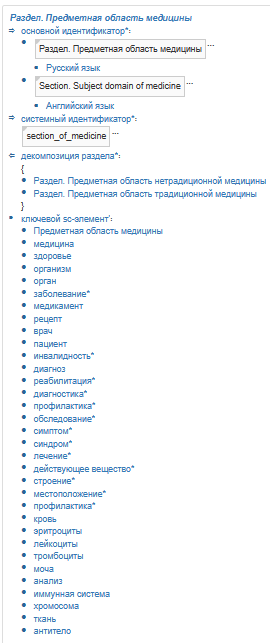 Раздел. Предметная область медицины
⇒ основной идентификатор*:
• Раздел. Предметная область медицины ...
• Русский язык
• Section. Subject domain of medicine ...
• Английский язык
⇒ системный идентификатор*:
section_of_medicine ...
⇐ декомпозиция раздела*:
{
• Раздел. Предметная область нетрадиционной медицины
• Раздел. Предметная область традиционной медицины
}
• ключевой sc-элемент':
• Предметная область медицины
• медицина
• здоровье
• организм
• орган
• заболевание*
• медикамент
• рецепт
• врач
• пациент
• инвалидность*
• диагноз
• реабилитация*
• диагностика*
• профилактика*
• обследование*
• симптом*
• синдром*
• лечение*
• действующее вещество*
• строение*
• местоположение*
• профилактика*
• кровь
• эритроциты
• лейкоциты
• тромбоциты
• моча
• анализ
• иммунная система
• хромосома
• ткань
• антитело